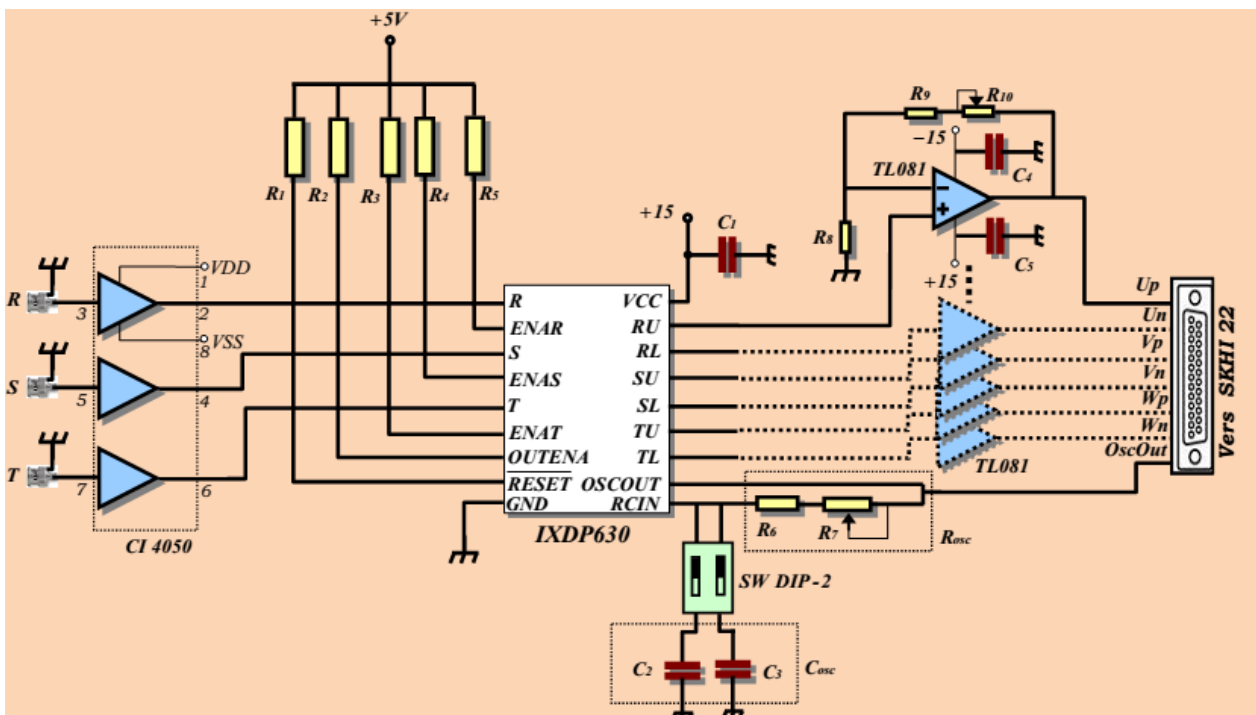 +5V
R1
R2
R3
R4
R5
R9
R10
-15
TL081
C4
R8
C5
+15
+15
C1
VDD
1
R
3
2
VSS
8
S
5
4
T
7
6
CI 4050
R
VCC
ENAR
RU
S
RL
ENAS
SU
T
SL
ENAT
TU
OUTENA
TL
RESET
OSCOUT
GND
RCIN
IXDP630
Up
Un
Vp
Vn
Wp
Wn
OscOut
TL081
Vers SKHI 22
R6
R7
Rosc
SW DIP-2
C2
C3
Cosc